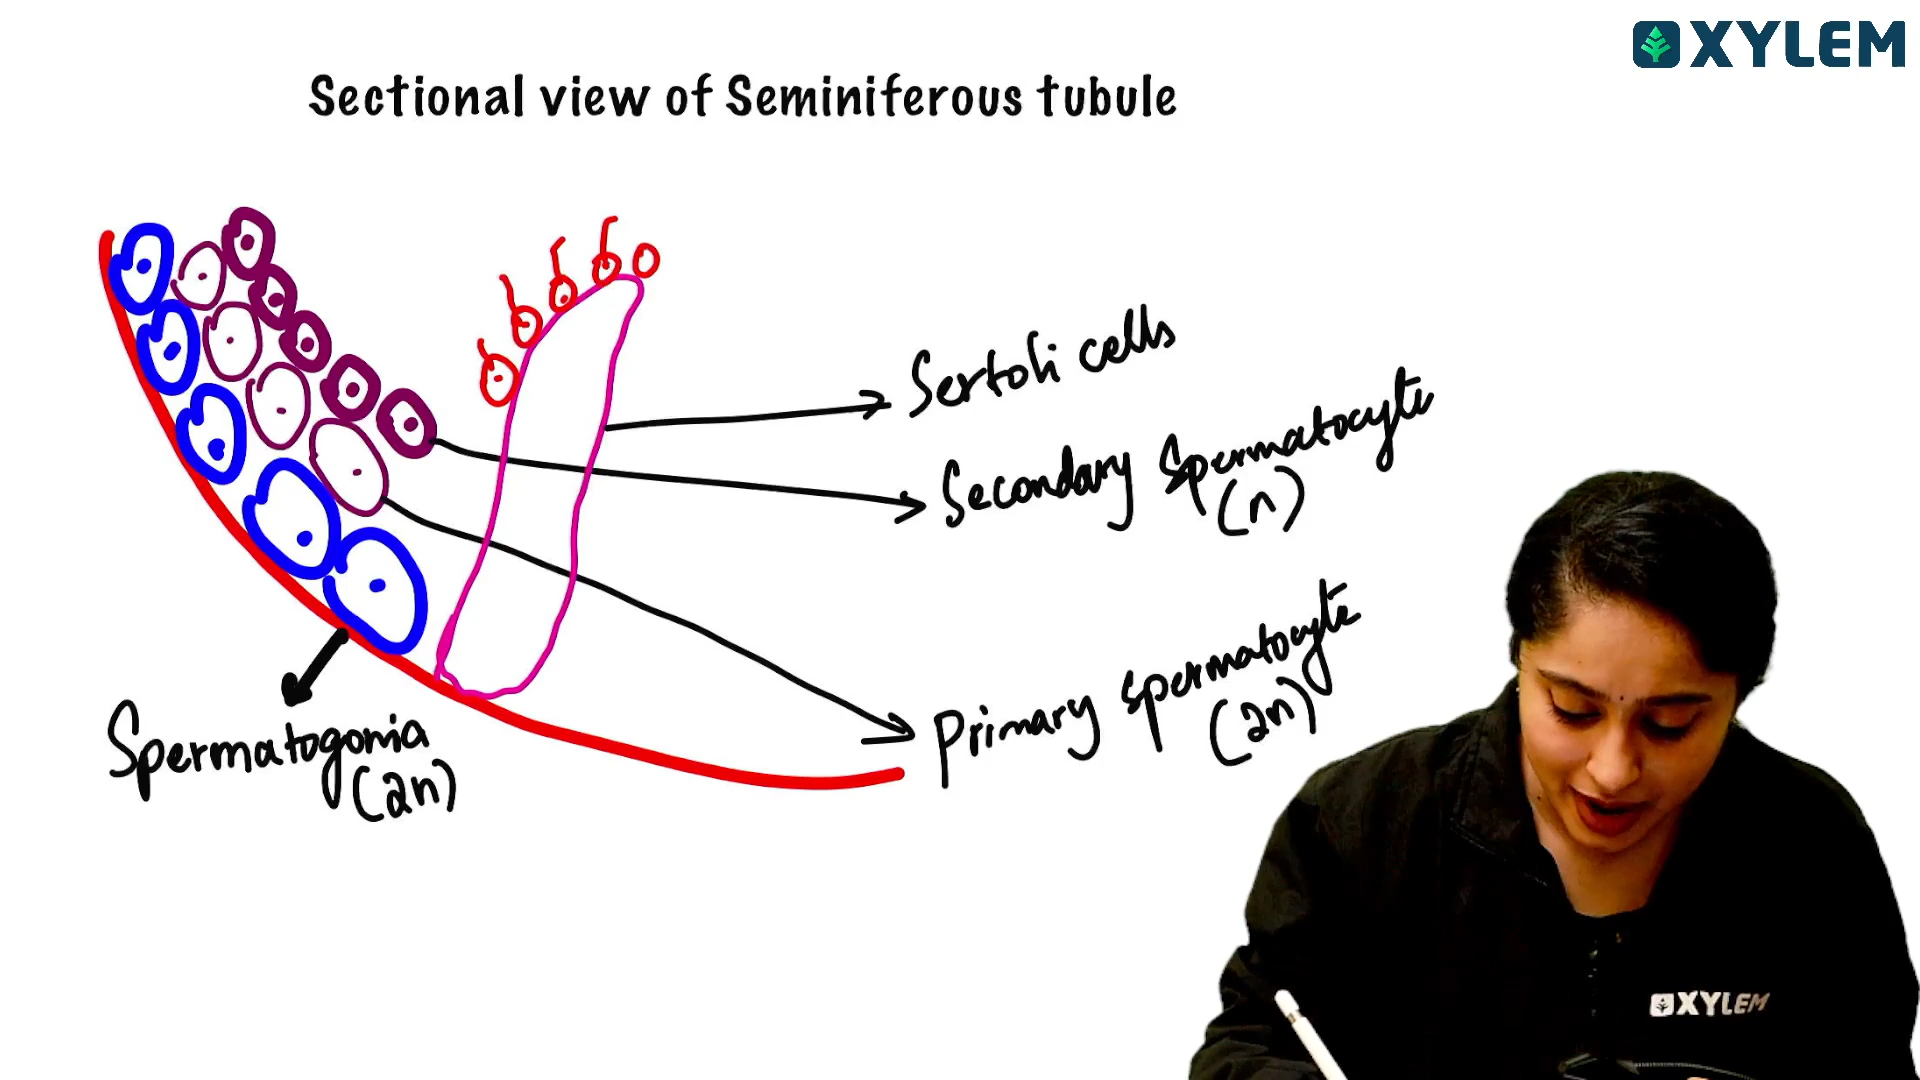 XYLEM
Sectional view of Seminiferous tubule
Sertoli cells
Secondary spermatocyte
(n)
Primary spermatocyte
(2n)
Spermatogonia
(2n)
XYLEM